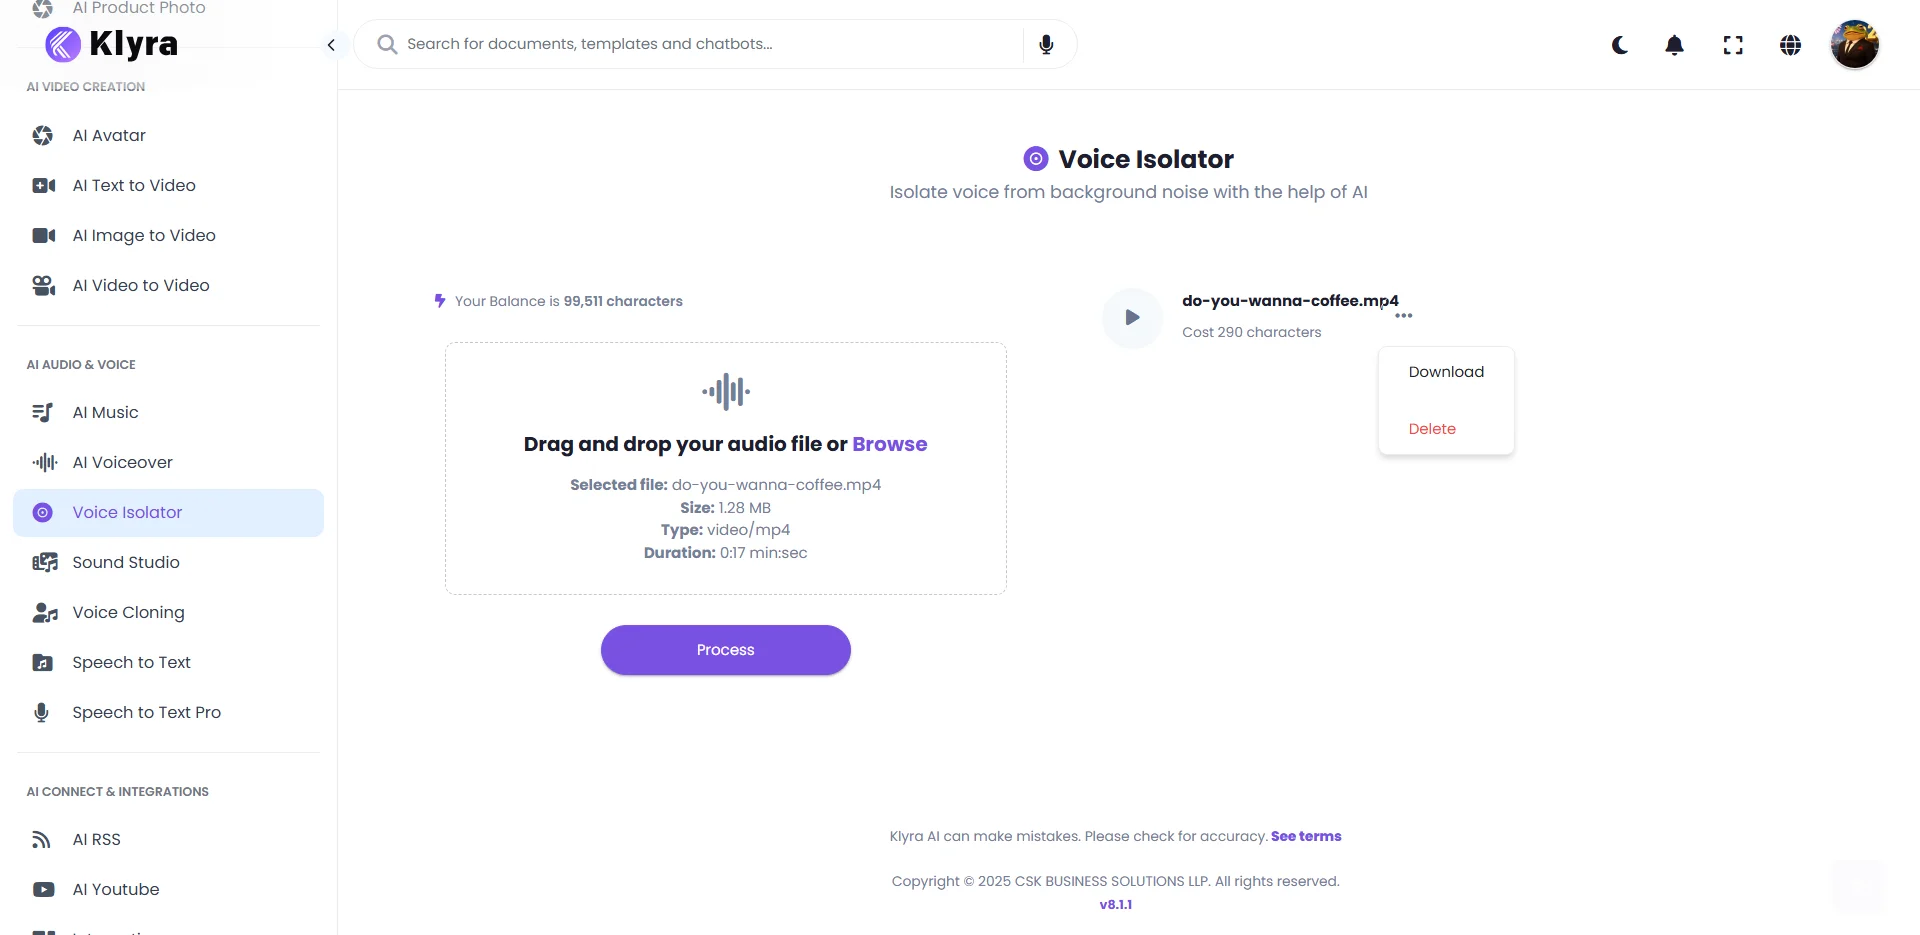 AI Product Photo
Klyra
Search for documents, templates and chatbots...
AI VIDEO CREATION
AI Avatar
AI Text to Video
AI Image to Video
AI Video to Video
AI AUDIO & VOICE
AI Music
AI Voiceover
Voice Isolator
Sound Studio
Voice Cloning
Speech to Text
Speech to Text Pro
AI CONNECT & INTEGRATIONS
AI RSS
AI Youtube
Voice Isolator
Isolate voice from background noise with the help of AI
Your Balance is 99,511 characters
Drag and drop your audio file or Browse
Selected file: do-you-wanna-coffee.mp4
Size: 1.28 MB
Type: video/mp4
Duration: 0:17 min:sec
Process
do-you-wanna-coffee.mp4
Cost 290 characters
Download
Delete
Klyra AI can make mistakes. Please check for accuracy. See terms
Copyright © 2025 CSK BUSINESS SOLUTIONS LLP. All rights reserved.
v8.1.1